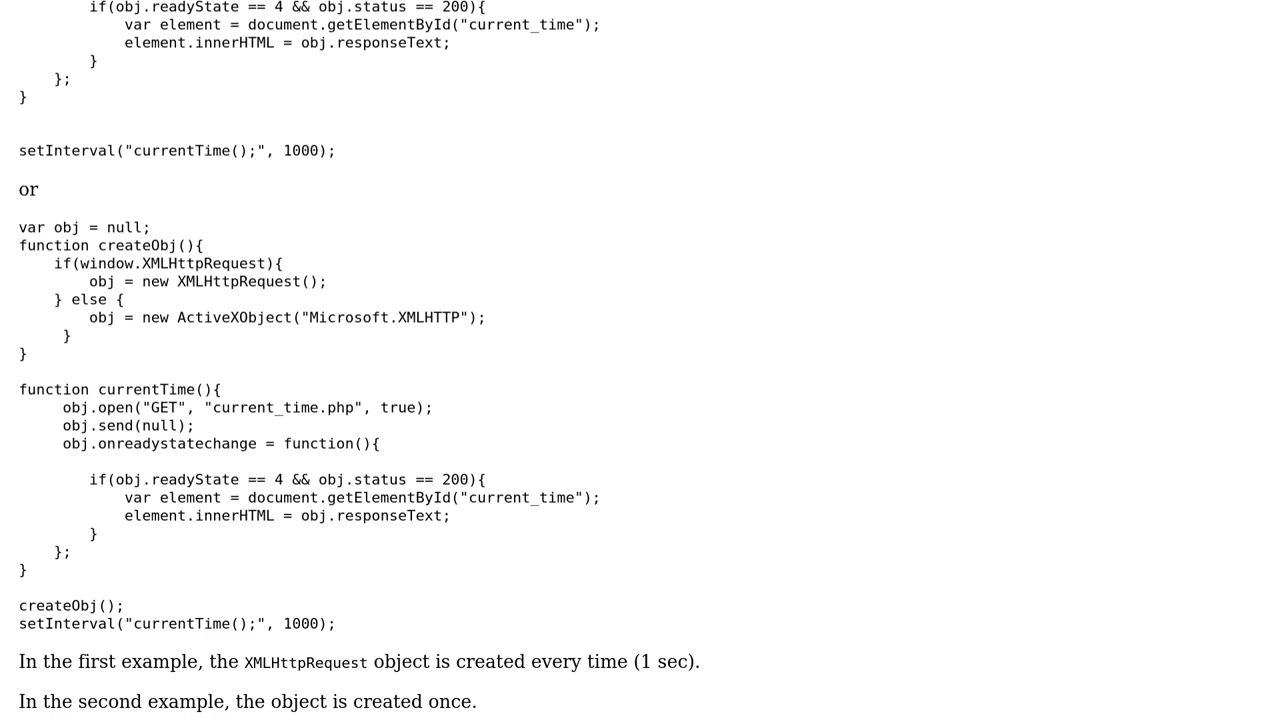 if(obj.readyState == 4 && obj.status == 200){
            var element = document.getElementById("current_time");
            element.innerHTML = obj.responseText;
        }
    };
}
setInterval("currentTime();", 1000);
or
var obj = null;
function createObj(){
    if(window.XMLHttpRequest){
        obj = new XMLHttpRequest();
    } else {
        obj = new ActiveXObject("Microsoft.XMLHTTP");
     }
}
function currentTime(){
     obj.open("GET", "current_time.php", true);
     obj.send(null);
     obj.onreadystatechange = function(){
        if(obj.readyState == 4 && obj.status == 200){
            var element = document.getElementById("current_time");
            element.innerHTML = obj.responseText;
        }
    };
}
createObj();
setInterval("currentTime();", 1000);
In the first example, the XMLHttpRequest object is created every time (1 sec).
In the second example, the object is created once.